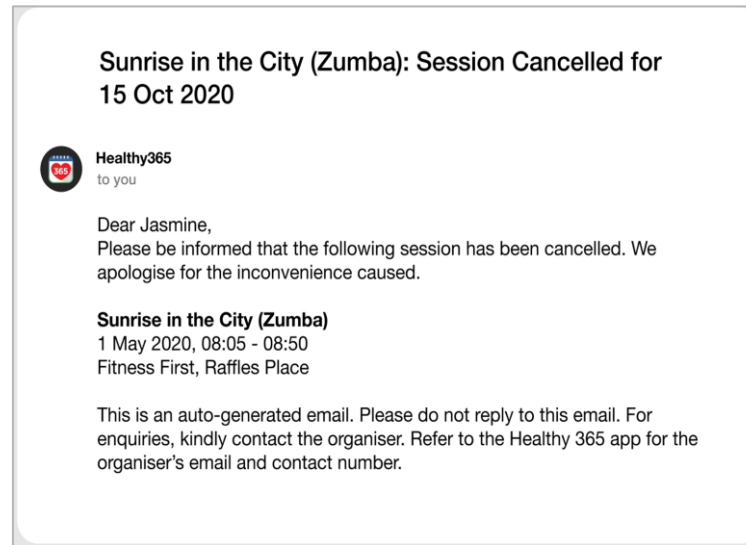 Sunrise in the City (Zumba): Session Cancelled for
15 Oct 2020
365
Healthy365
to you
Dear Jasmine,
Please be informed that the following session has been cancelled. We
apologise for the inconvenience caused.
Sunrise in the City (Zumba)
1 May 2020, 08:05 - 08:50
Fitness First, Raffles Place
This is an auto-generated email. Please do not reply to this email. For
enquiries, kindly contact the organiser. Refer to the Healthy 365 app for the
organiser's email and contact number.